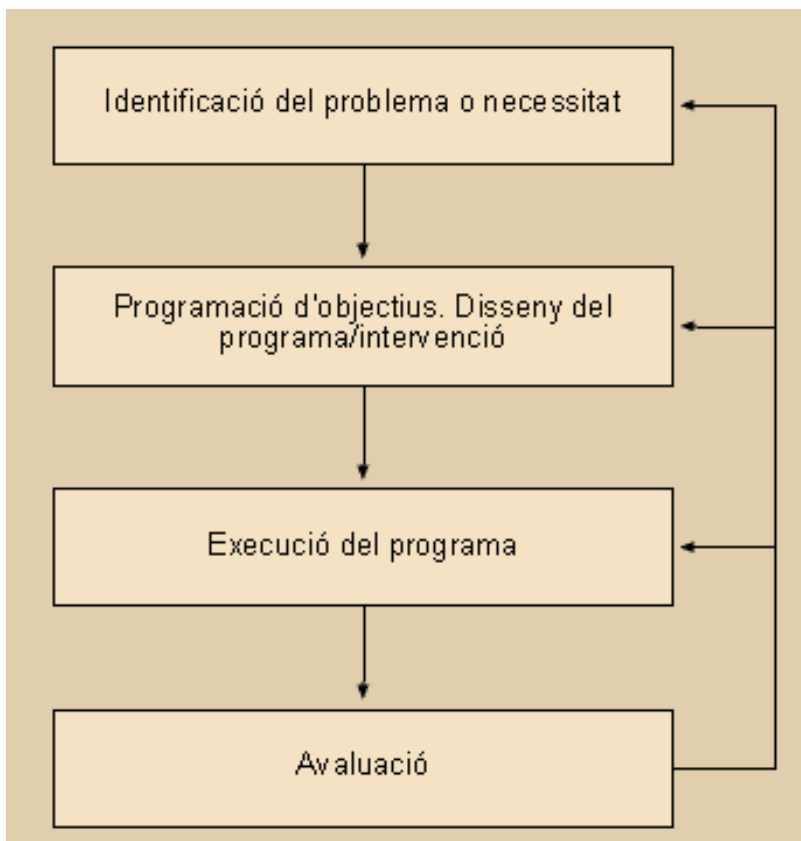 Identificació del problema o necessitat
Programació d'objectius. Disseny del
programa/intervenció
Execució del programa
Avaluació